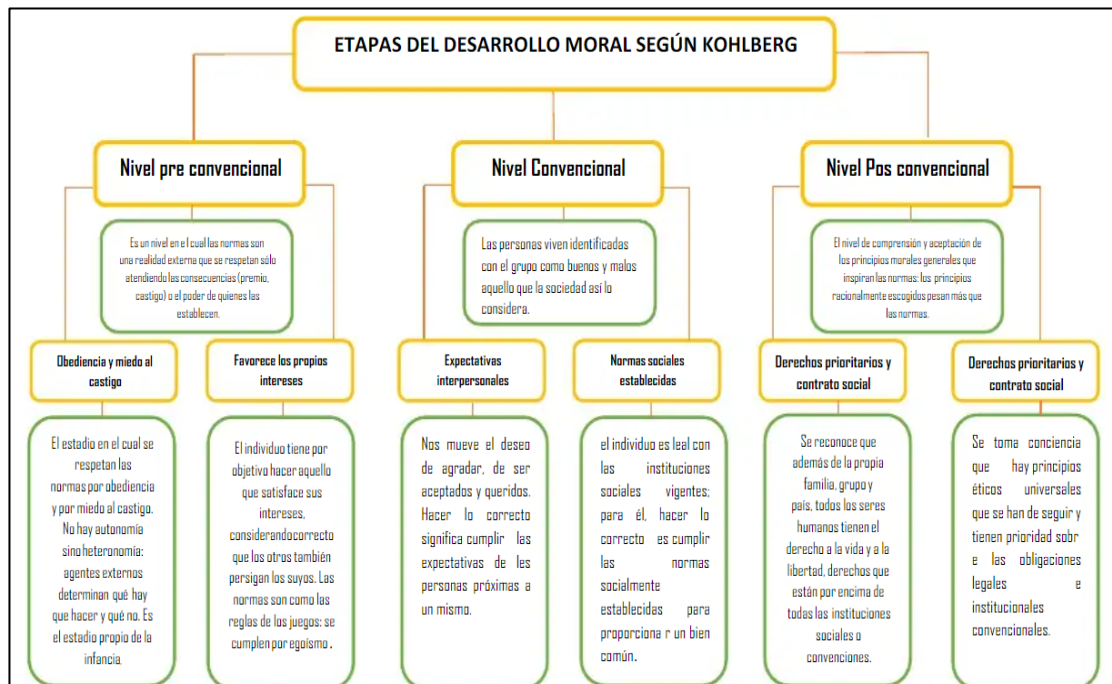 ETAPAS DEL DESARROLLO MORAL SEGÚN KOHLBERG
Nivel pre convencional
Es un nivel en e l cual las normas son
una realidad externa que se respetan sólo
atendiendo las consecuencias (premio,
castigo) o el poder de quienes las
establecen.
Obediencia y miedo al
castigo
El estadio en el cual se
respetan las
normas por obediencia
y por miedo al castigo.
No hay autonomía
sino heteronomía:
agentes externos
determinan qué hay
que hacer y qué no. Es
el estadio propio de la
infancia.
Favorece los propios
intereses
El individuo tiene por
objetivo hacer aquello
que satisface sus
intereses,
considerando correcto
que los otros también
persigan los suyos. Las
normas son como las
reglas de los juegos: se
cumplen por egoísmo .
Nivel Convencional
Las personas viven identificadas
con el grupo como buenos y malos
aquello que la sociedad así lo
considera.
Expectativas
interpersonales
Nos mueve el deseo
de agradar, de ser
aceptados y queridos.
Hacer lo correcto
significa cumplir las
expectativas de les
personas próximas a
un mismo.
Normas sociales
establecidas
el individuo es leal con
las instituciones
sociales vigentes;
para él, hacer lo
correcto es cumplir
las normas
socialmente
establecidas para
proporciona r un bien
común.
Nivel Pos convencional
El nivel de comprensión y aceptación de
los principios morales generales que
inspiran las normas: los principios
racionalmente escogidos pesan más que
las normas.
Derechos prioritarios y
contrato social
Se reconoce que
además de la propia
familia, grupo y
país, todos los seres
humanos tienen el
derecho a la vida y a la
libertad, derechos que
están por encima de
todas las instituciones
sociales o
convenciones.
Derechos prioritarios y
contrato social
Se toma conciencia
que hay principios
éticos universales
que se han de seguir y
tienen prioridad sobr
e las obligaciones
legales e
institucionales
convencionales.